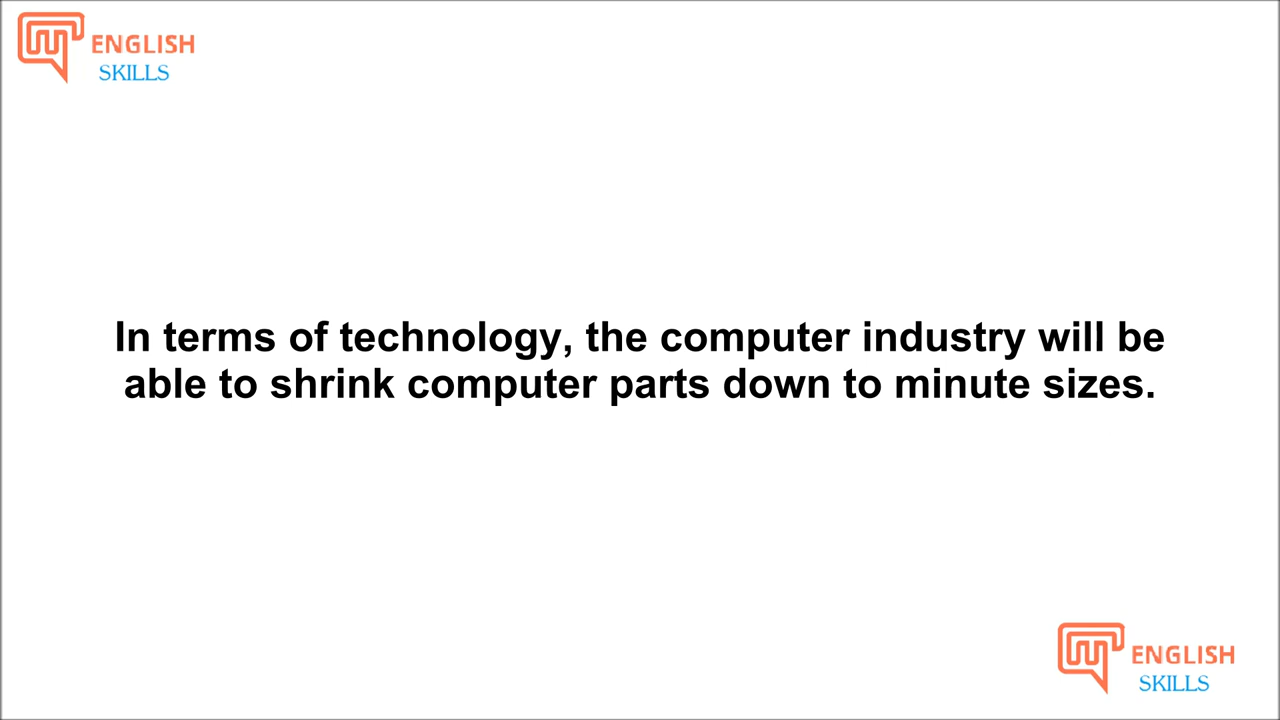 ENGLISH
SKILLS
In terms of technology, the computer industry will be
able to shrink computer parts down to minute sizes.
ENGLISH
SKILLS